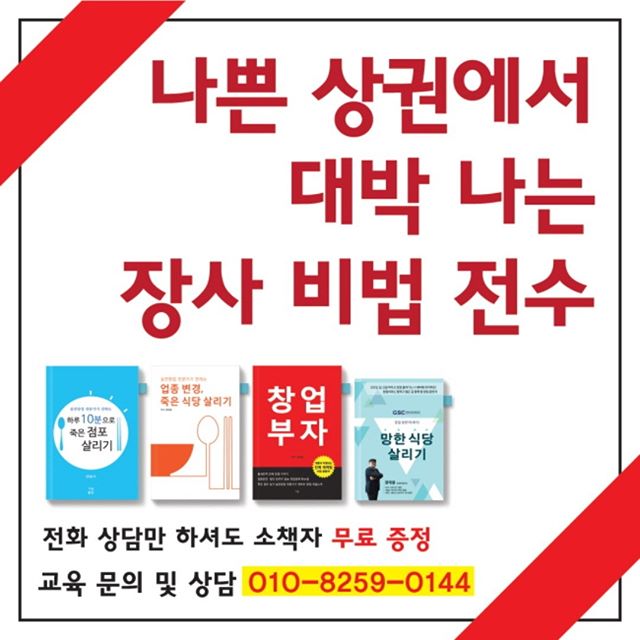 나쁜 상권에서
대박 나는
장사 비법 전수
하루 10분으로
죽은 점포
살리기
업종 변경,
죽은 식당 살리기
창업
부자
GSC
망한 식당
살리기
전화 상담만 하셔도 소책자 무료 증정
교육 문의 및 상담 010-8259-0144